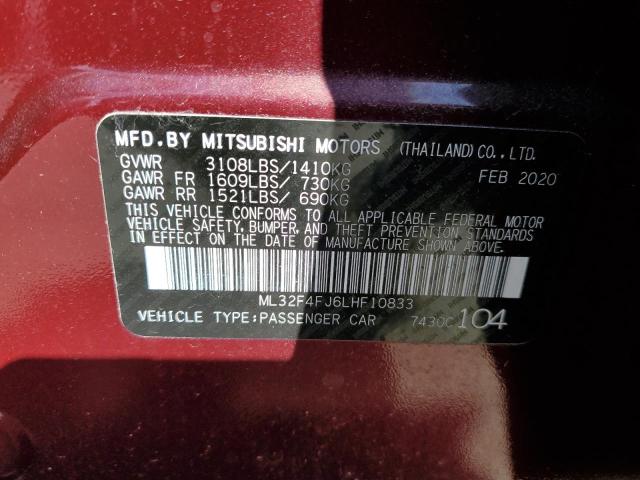 MFD.BY MITSUBISHI MOTORS (THAILAND)CO.,LTD.
GVWR 3108LBS/1410KG FEB 2020
GAWR FR 1609LBS/ 730KG
GAWR RR 1521LBS/ 690KG
THIS VEHICLE CONFORMS TO ALL APPLICABLE FEDERAL MOTOR
VEHICLE SAFETY, BUMPER, AND THEFT PREVENTION STANDARDS
IN EFFECT ON THE DATE OF MANUFACTURE SHOWN ABOVE.
ML32F4FJ6LHF10833
VEHICLE TYPE:PASSENGER CAR 7430C104